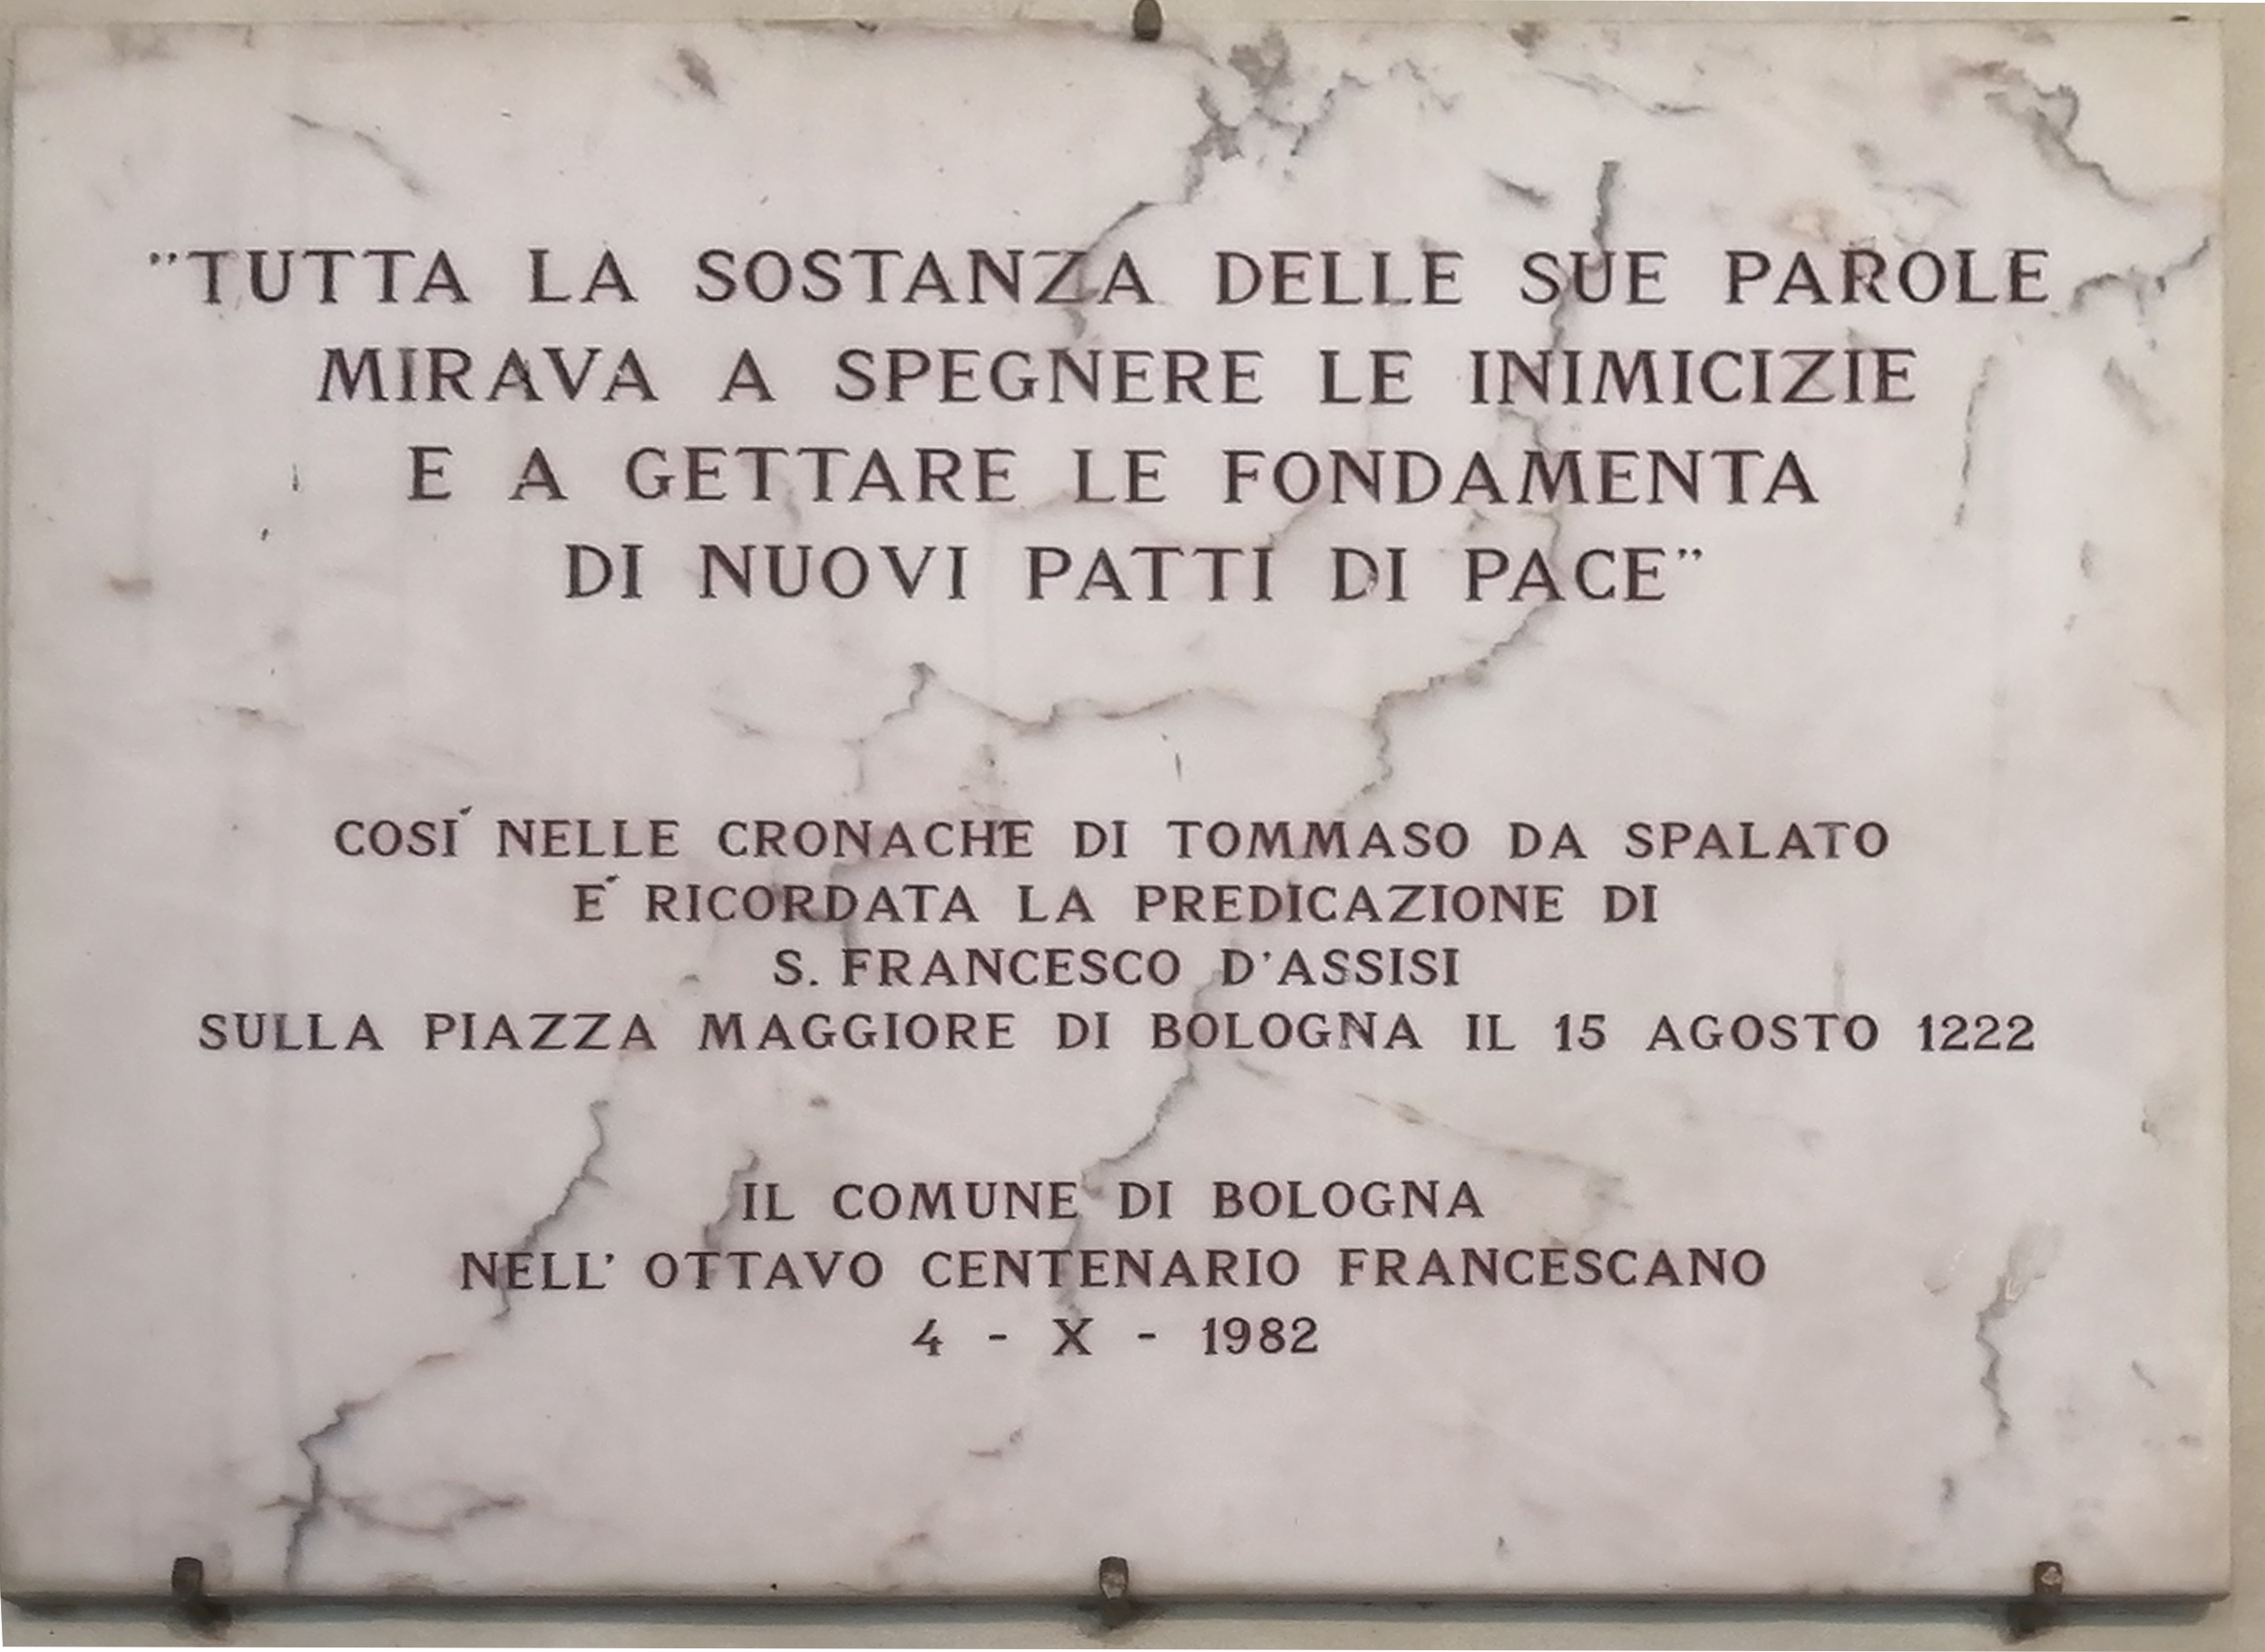 "TUTTA LA SOSTANZA DELLE SUE PAROLE
MIRAVA A SPEGNERE LE INIMICIZIE
E A GETTARE LE FONDAMENTA
DI NUOVI PATTI DI PACE"
COSI´ NELLE CRONACHE DI TOMMASO DA SPALATO
E´ RICORDATA LA PREDICAZIONE DI
S. FRANCESCO D'ASSISI
SULLA PIAZZA MAGGIORE DI BOLOGNA IL 15 AGOSTO 1222
IL COMUNE DI BOLOGNA
NELL' OTTAVO CENTENARIO FRANCESCANO
4 - X - 1982